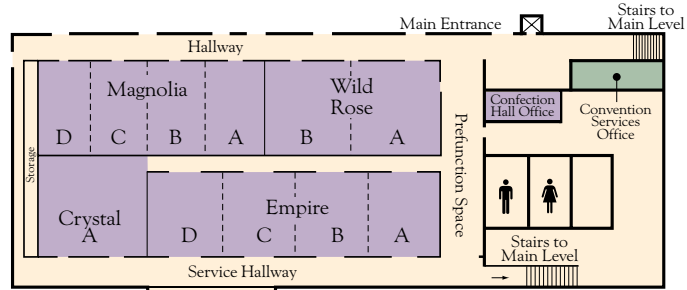 Stairs to
Main Level
Main Entrance
Hallway
Magnolia
Wild
Rose
D C B A B A
Storage
Prefunction Space
Confection
Hall Office
Convention
Services
Office
Crystal
A
Empire
D C B A
Stairs to
Main Level
Service Hallway